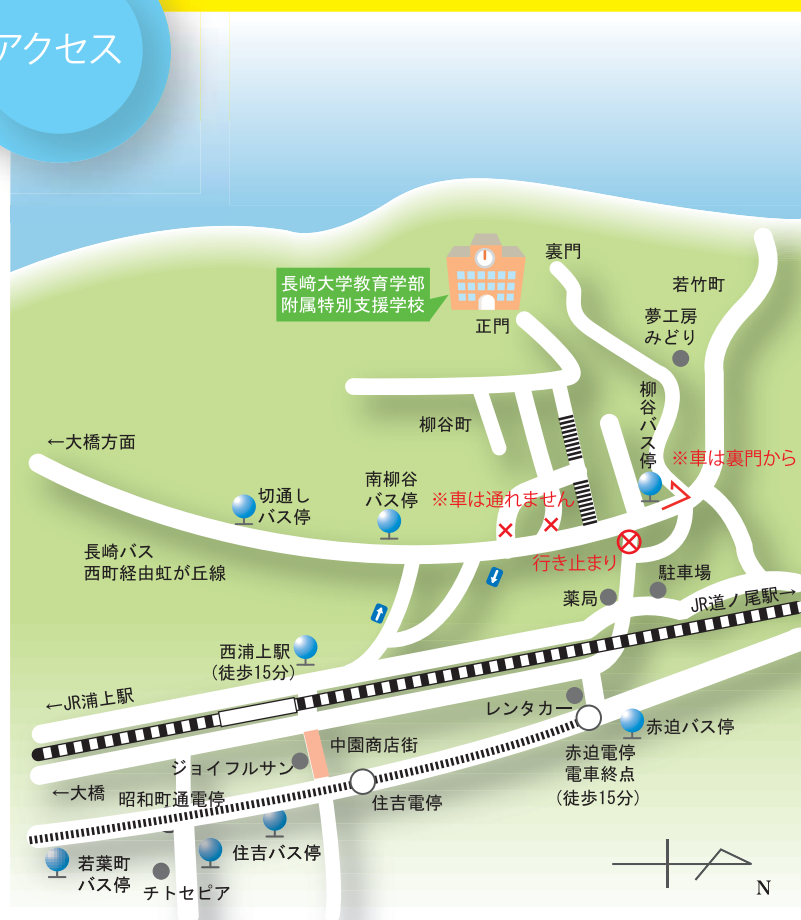 アクセス
裏門
長﨑大学教育学部
附属特別支援学校
若竹町
正門
夢工房
みどり
柳谷バス停
柳谷町
←大橋方面
※車は裏門から
南柳谷
バス停
切通し
バス停
※車は通れません
長崎バス
西町経由虹が丘線
行き止まり
駐車場
薬局
JR道ノ尾駅→
西浦上駅
(徒歩15分)
←JR浦上駅
レンタカー
赤迫バス停
中園商店街
赤迫電停
電車終点
(徒歩15分)
ジョイフルサン
←大橋
昭和町通電停
住吉電停
住吉バス停
若葉町
バス停
チトセピア
N